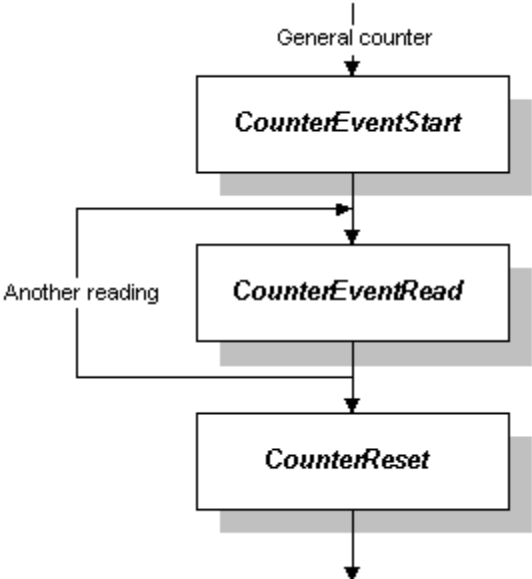 General counter
CounterEventStart
Another reading
CounterEventRead
CounterReset